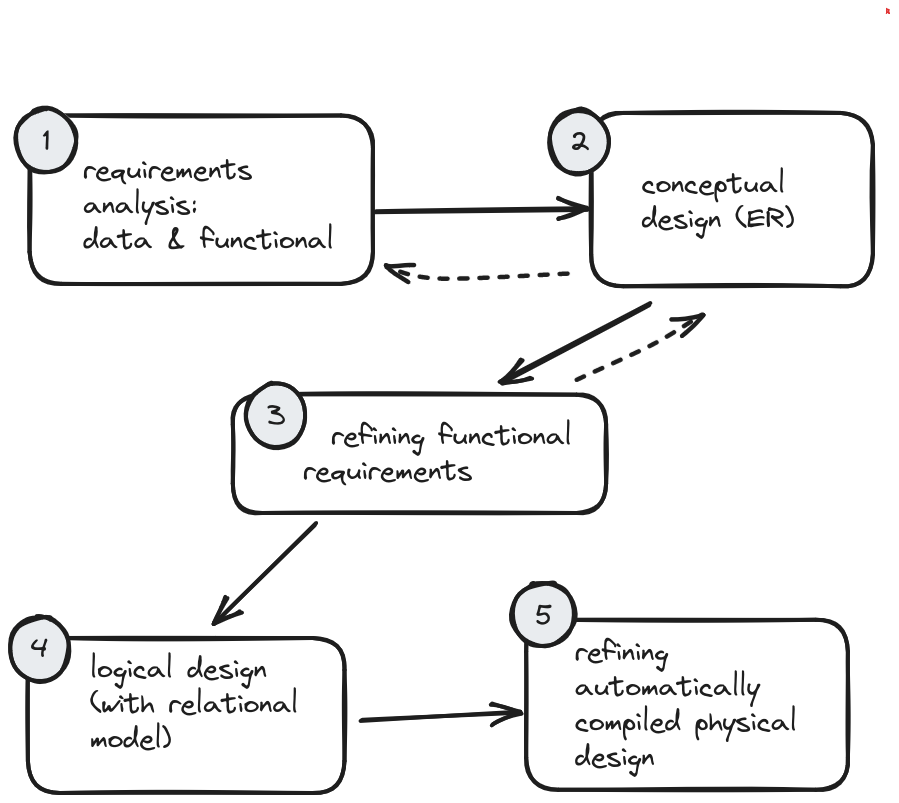 1
requirements
analysis:
data & functional
2
conceptual
design (ER)
3
refining functional
requirements
4
logical design
(with relational
model)
5
refining
automatically
compiled physical
design